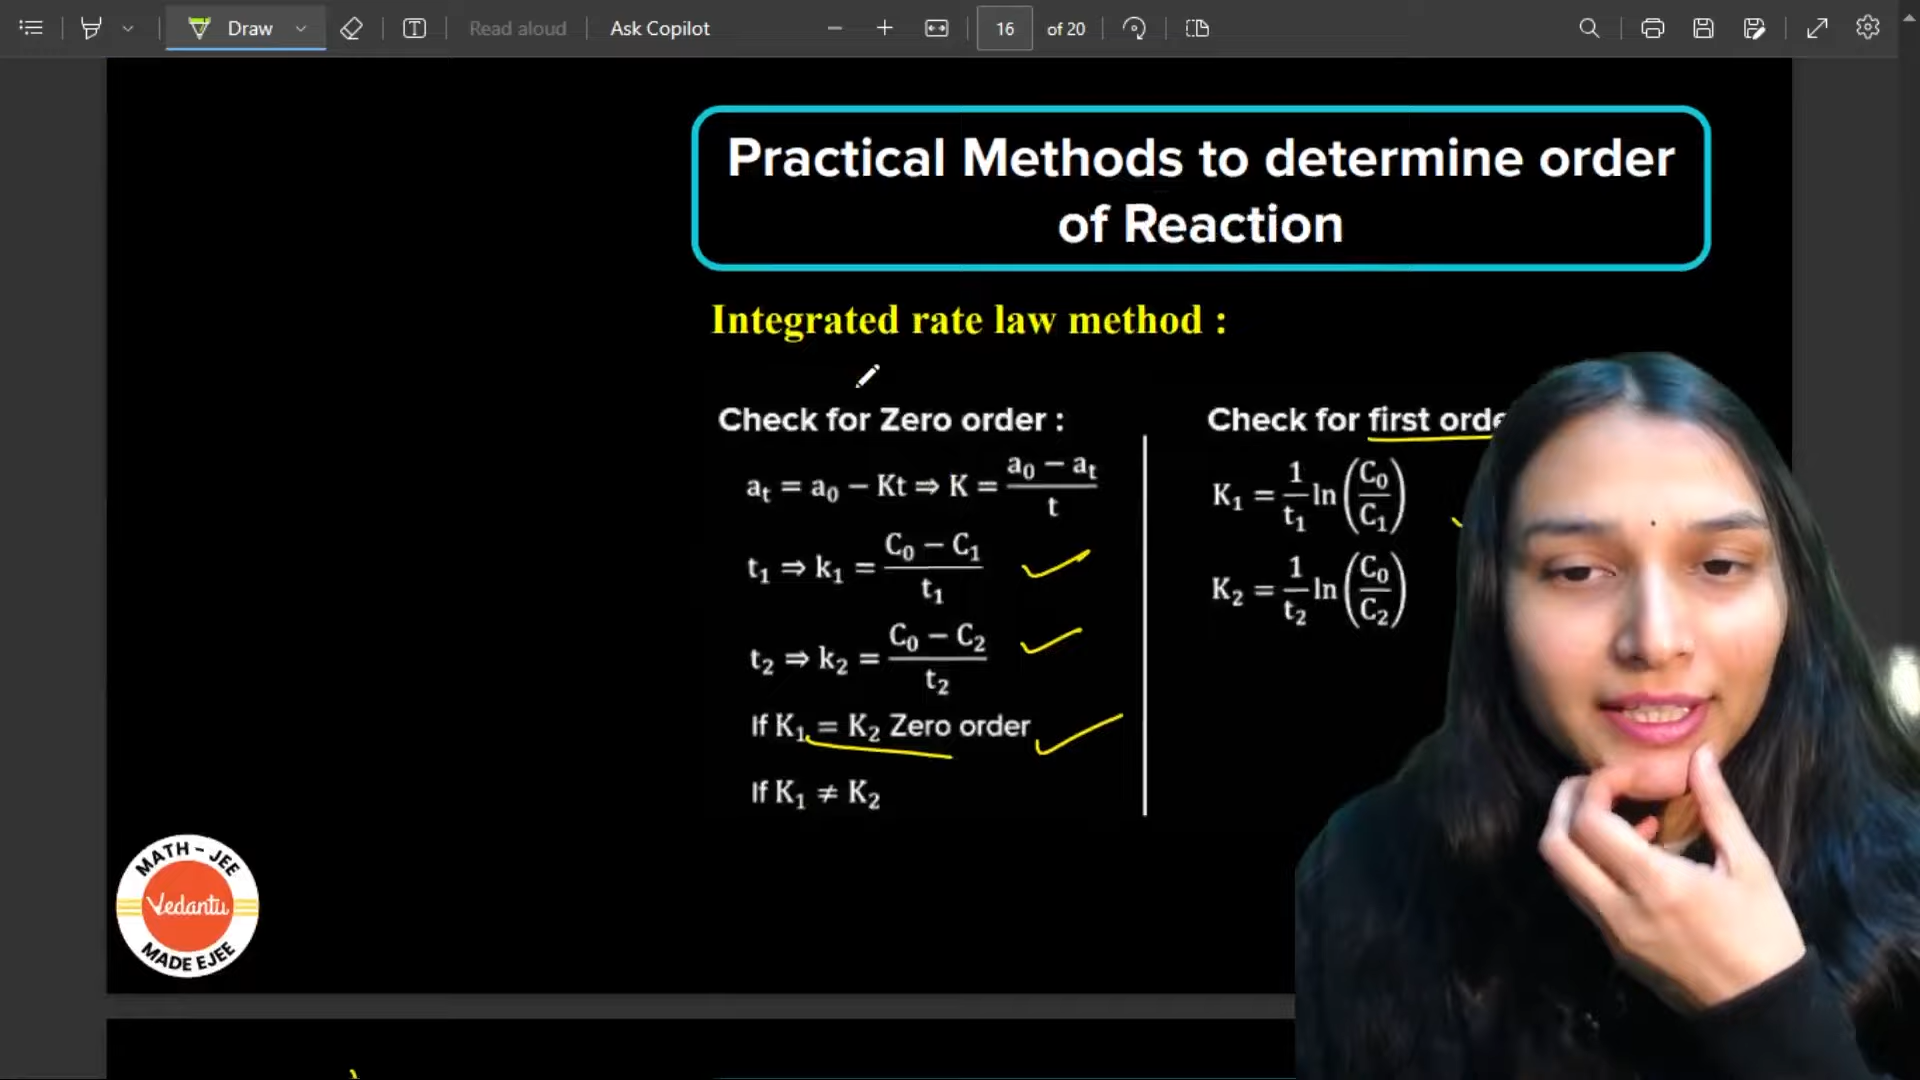 Draw
Read aloud
Ask Copilot
16
of 20
Practical Methods to determine order
of Reaction
Integrated rate law method :
Check for Zero order :
aₜ = a₀ − Kt ⇒ K = (a₀ − aₜ)/t
t₁ ⇒ k₁ = (C₀ − C₁)/t₁
t₂ ⇒ k₂ = (C₀ − C₂)/t₂
If K₁ = K₂ Zero order
If K₁ ≠ K₂
Check for first orde
K₁ = 1/t₁ ln(C₀/C₁)
K₂ = 1/t₂ ln(C₀/C₂)
MATH - JEE
Vedantu
MADE EJEE